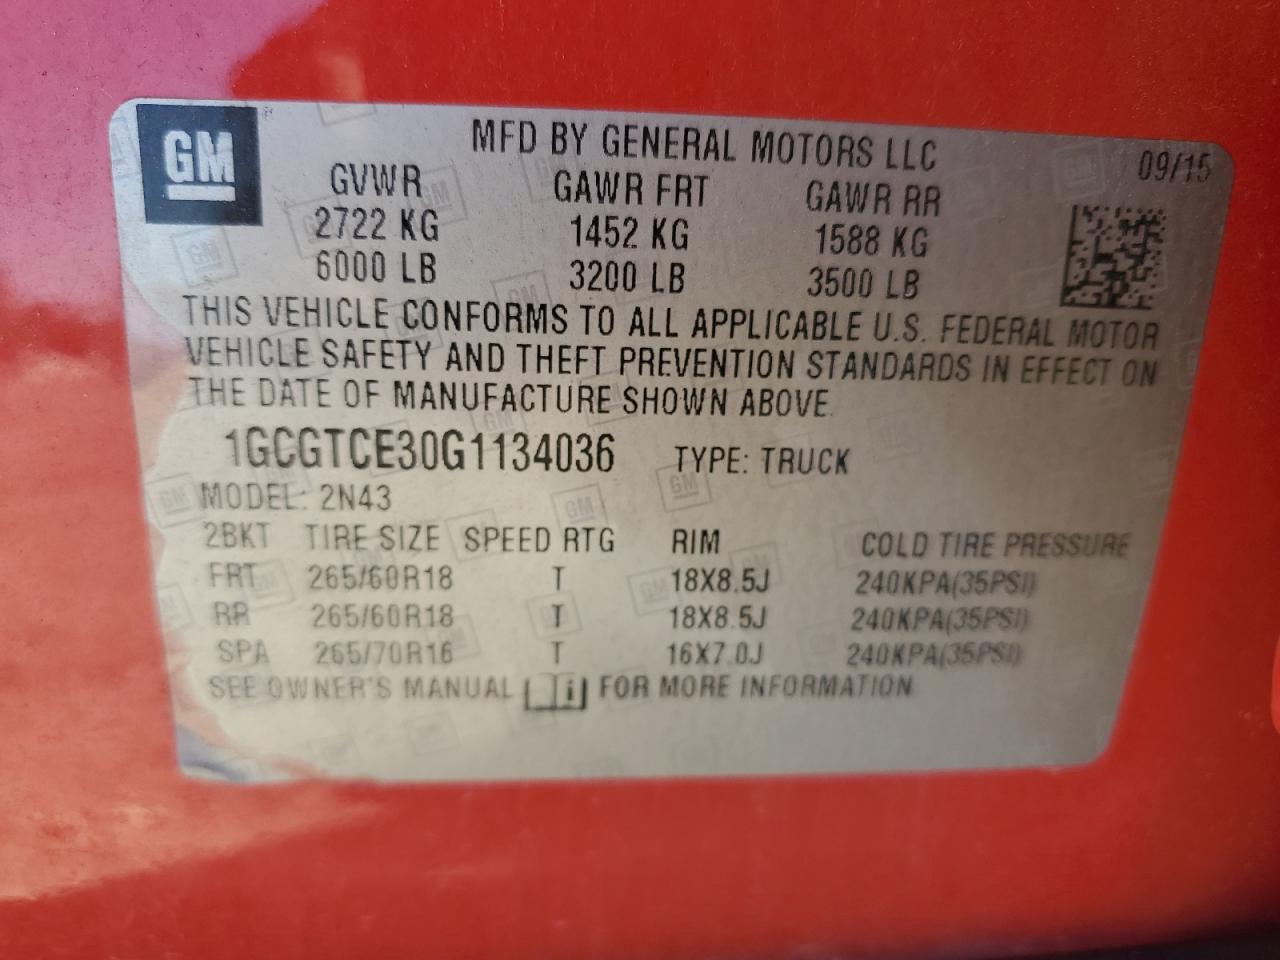 GM
MFD BY GENERAL MOTORS LLC
09/15
GVWR GAWR FRT GAWR RR
2722 KG 1452 KG 1588 KG
6000 LB 3200 LB 3500 LB
THIS VEHICLE CONFORMS TO ALL APPLICABLE U.S. FEDERAL MOTOR
VEHICLE SAFETY AND THEFT PREVENTION STANDARDS IN EFFECT ON
THE DATE OF MANUFACTURE SHOWN ABOVE.
1GCGTCE30G1134036 TYPE: TRUCK
MODEL: 2N43
2BKT TIRE SIZE SPEED RTG RIM COLD TIRE PRESSURE
FRT 265/60R18 T 18X8.5J 240KPA(35PSI)
RR 265/60R18 T 18X8.5J 240KPA(35PSI)
SPA 265/70R16 T 16X7.0J 240KPA(35PSI)
SEE OWNER'S MANUAL i FOR MORE INFORMATION